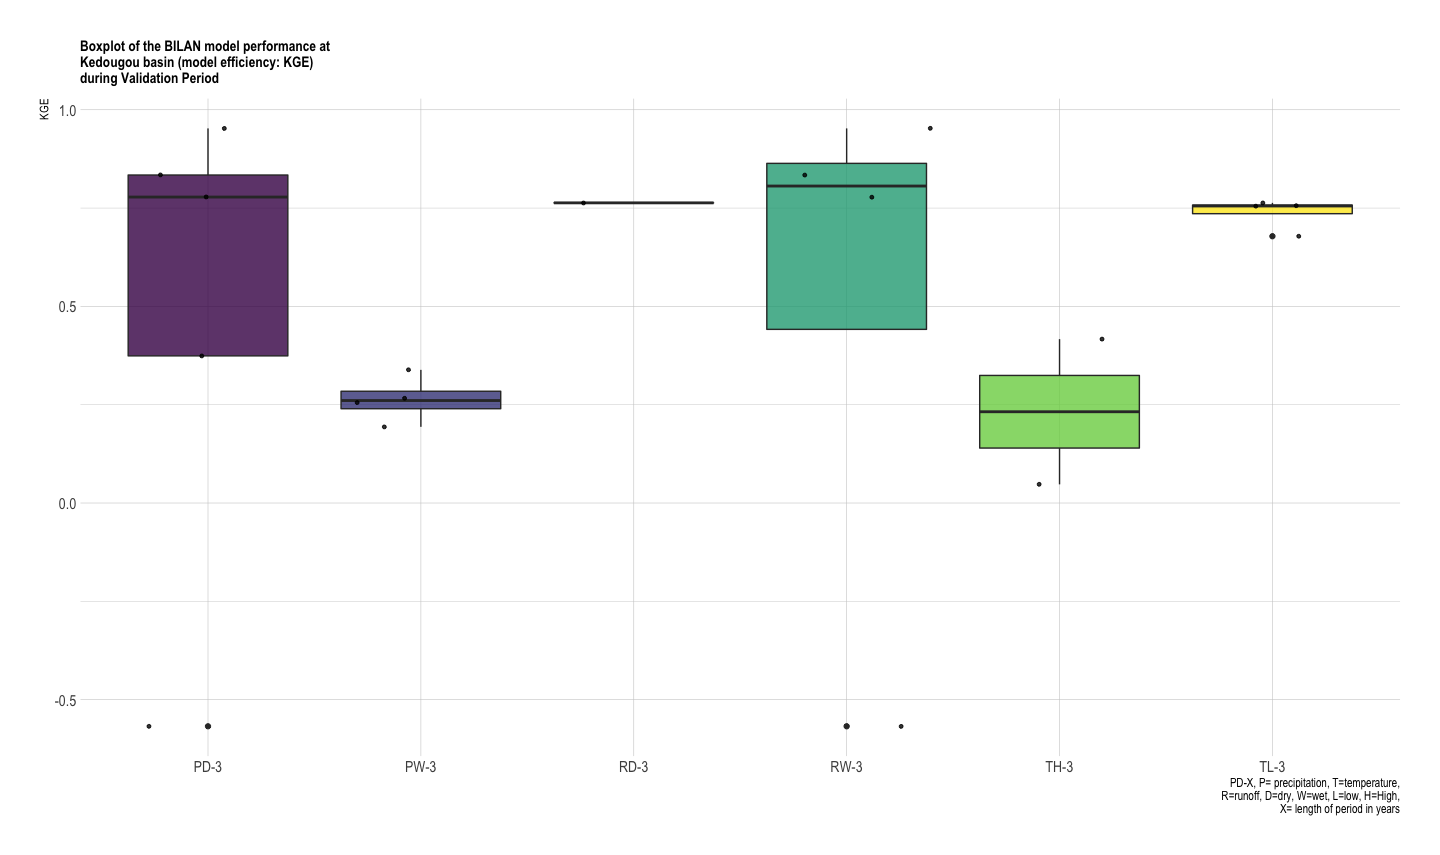 Boxplot of the BILAN model performance at
Kedougou basin (model efficiency: KGE)
during Validation Period
KGE
1.0
0.5
0.0
-0.5
PD-3 PW-3 RD-3 RW-3 TH-3 TL-3
PD-X, P= precipitation, T=temperature,
R=runoff, D=dry, W=wet, L=low, H=High,
X= length of period in years